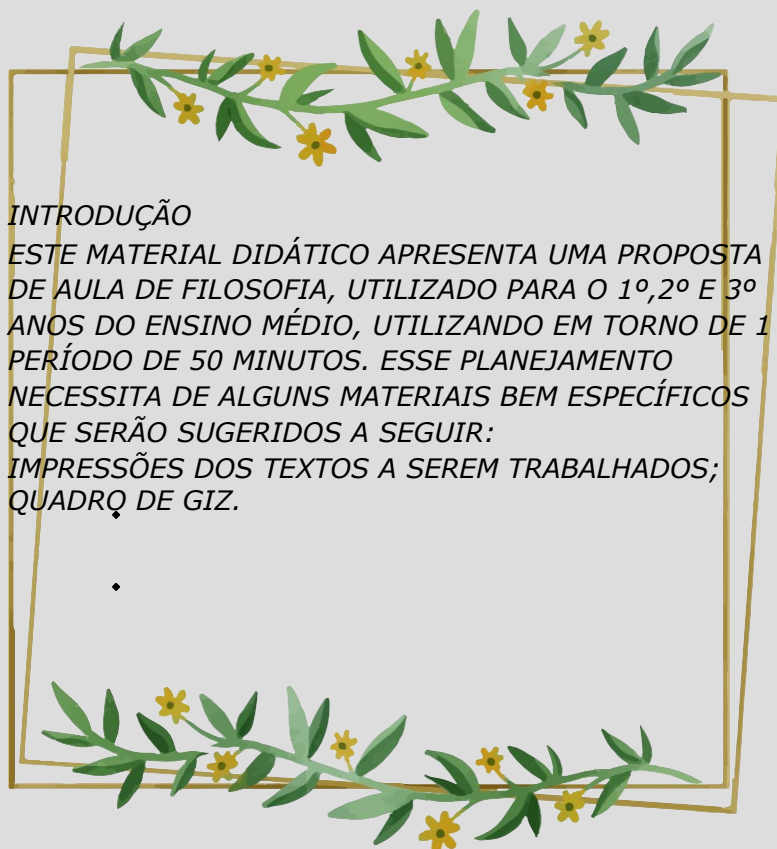 INTRODUÇÃO
ESTE MATERIAL DIDÁTICO APRESENTA UMA PROPOSTA
DE AULA DE FILOSOFIA, UTILIZADO PARA O 1º,2º E 3º
ANOS DO ENSINO MÉDIO, UTILIZANDO EM TORNO DE 1
PERÍODO DE 50 MINUTOS. ESSE PLANEJAMENTO
NECESSITA DE ALGUNS MATERIAIS BEM ESPECÍFICOS
QUE SERÃO SUGERIDOS A SEGUIR:
IMPRESSÕES DOS TEXTOS A SEREM TRABALHADOS;
QUADRO DE GIZ.